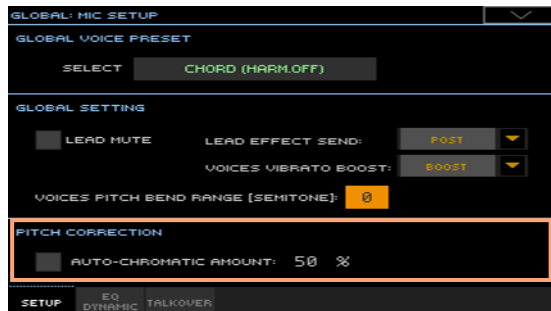 GLOBAL: MIC SETUP
GLOBAL VOICE PRESET
SELECT CHORD (HARM.OFF)
GLOBAL SETTING
LEAD MUTE LEAD EFFECT SEND: POST
VOICES VIBRATO BOOST: BOOST
VOICES PITCH BEND RANGE [SEMITONE]: 0
PITCH CORRECTION
AUTO-CHROMATIC AMOUNT: 50 %
SETUP EQ DYNAMIC TALKOVER